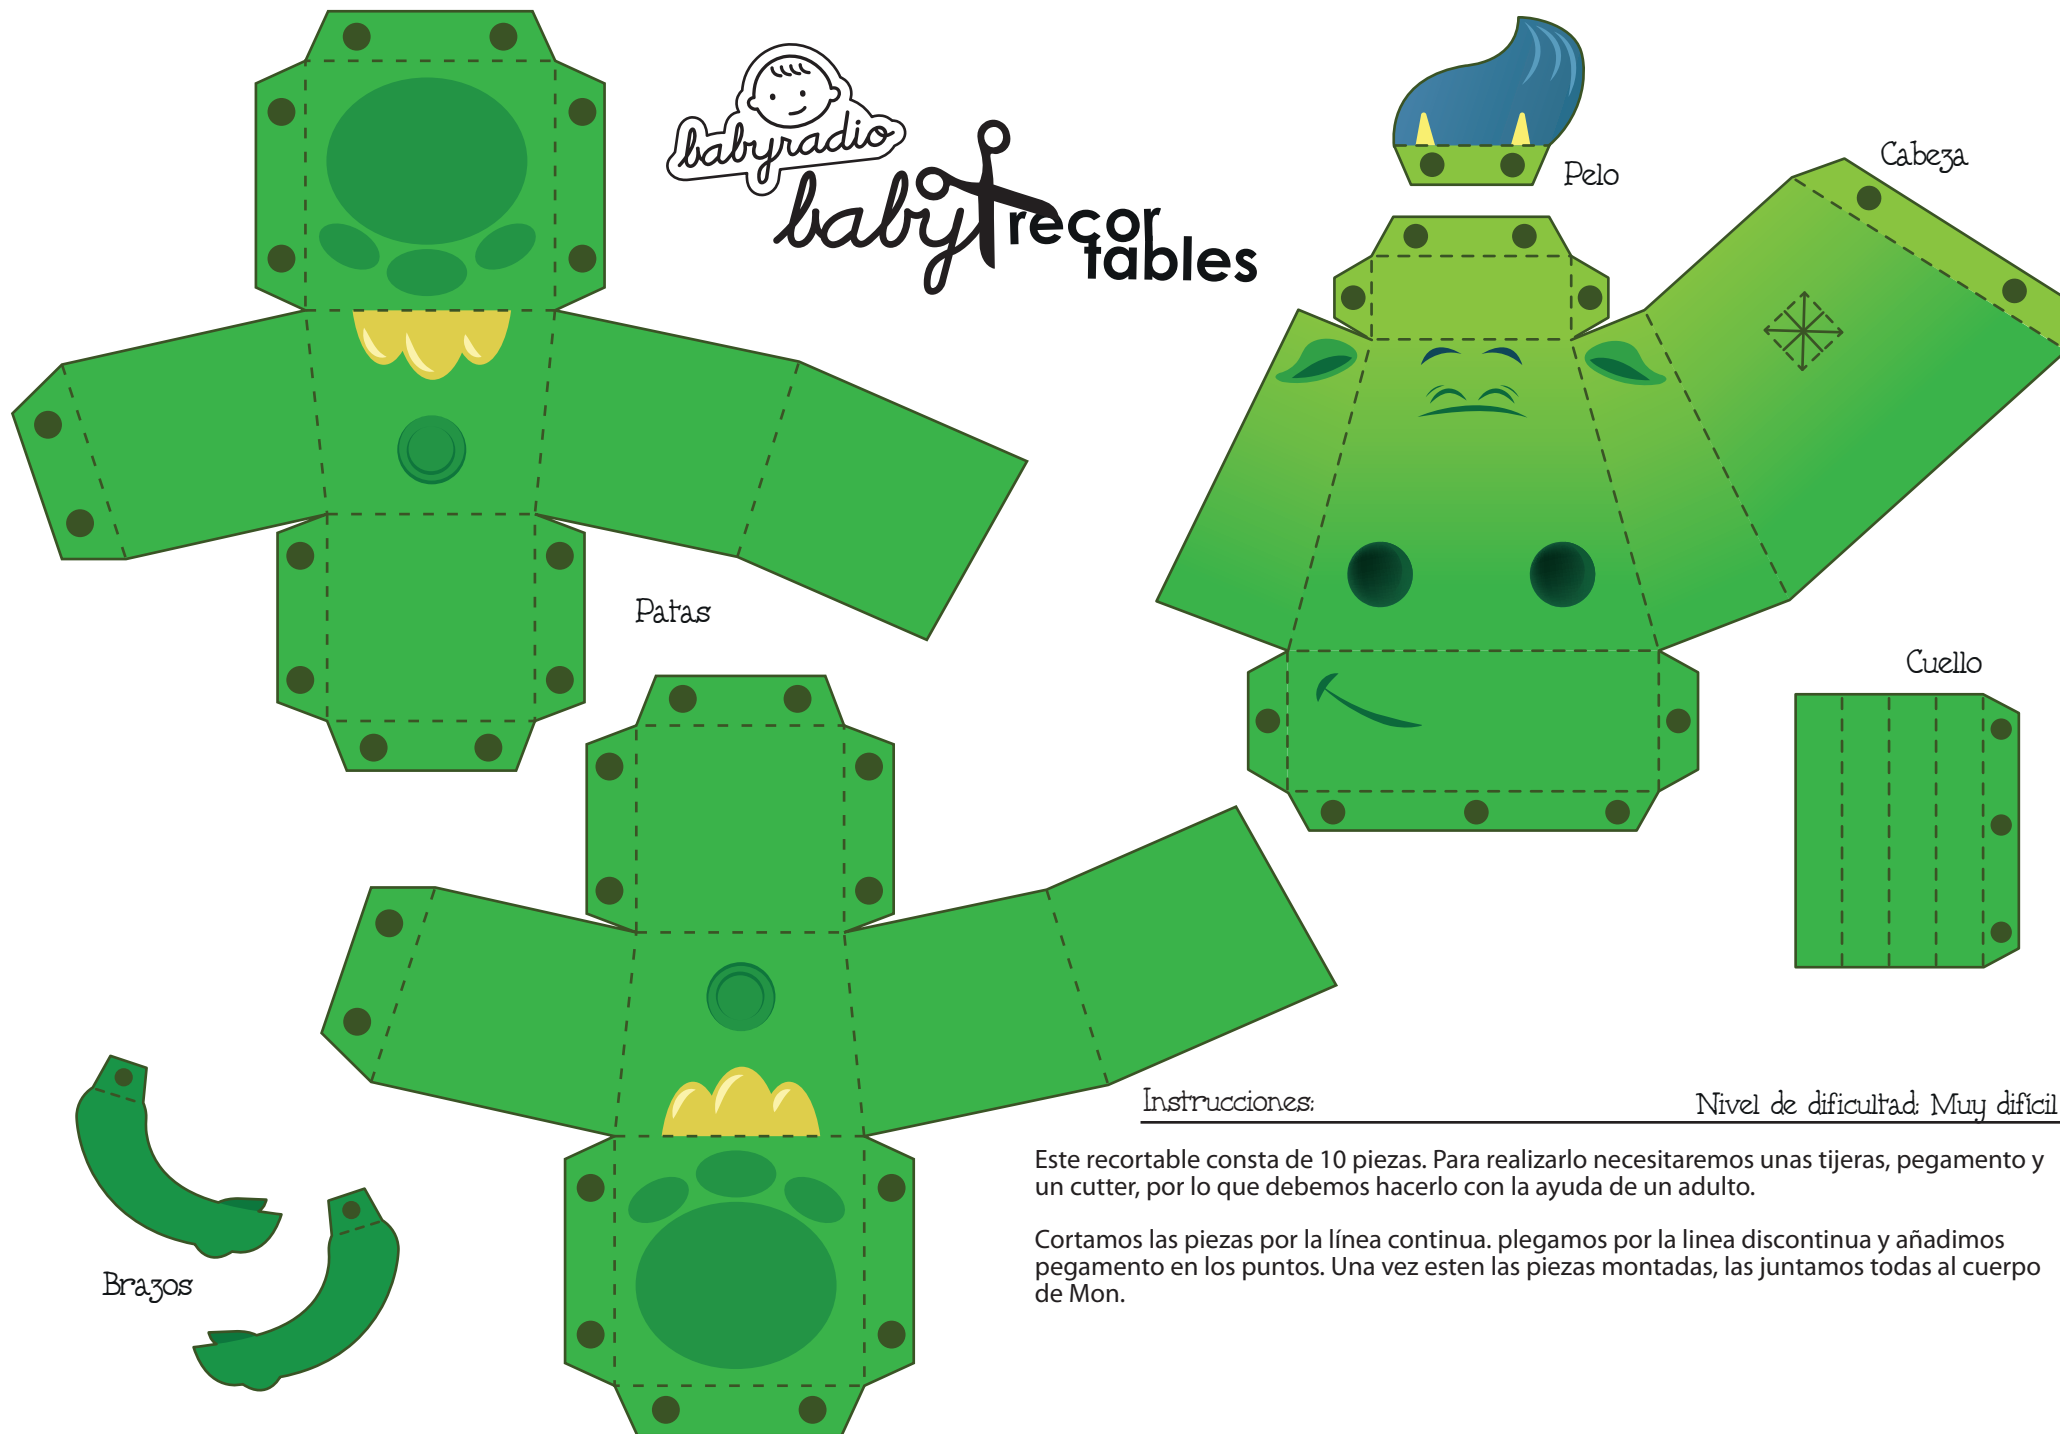 babyradio
baby recor
tables
Pelo
Cabeza
Patas
Cuello
Brazos
Instrucciones:
Nivel de dificultad: Muy difícil
Este recortable consta de 10 piezas. Para realizarlo necesitaremos unas tijeras, pegamento y
un cutter, por lo que debemos hacerlo con la ayuda de un adulto.
Cortamos las piezas por la línea continua. plegamos por la linea discontinua y añadimos
pegamento en los puntos. Una vez esten las piezas montadas, las juntamos todas al cuerpo
de Mon.